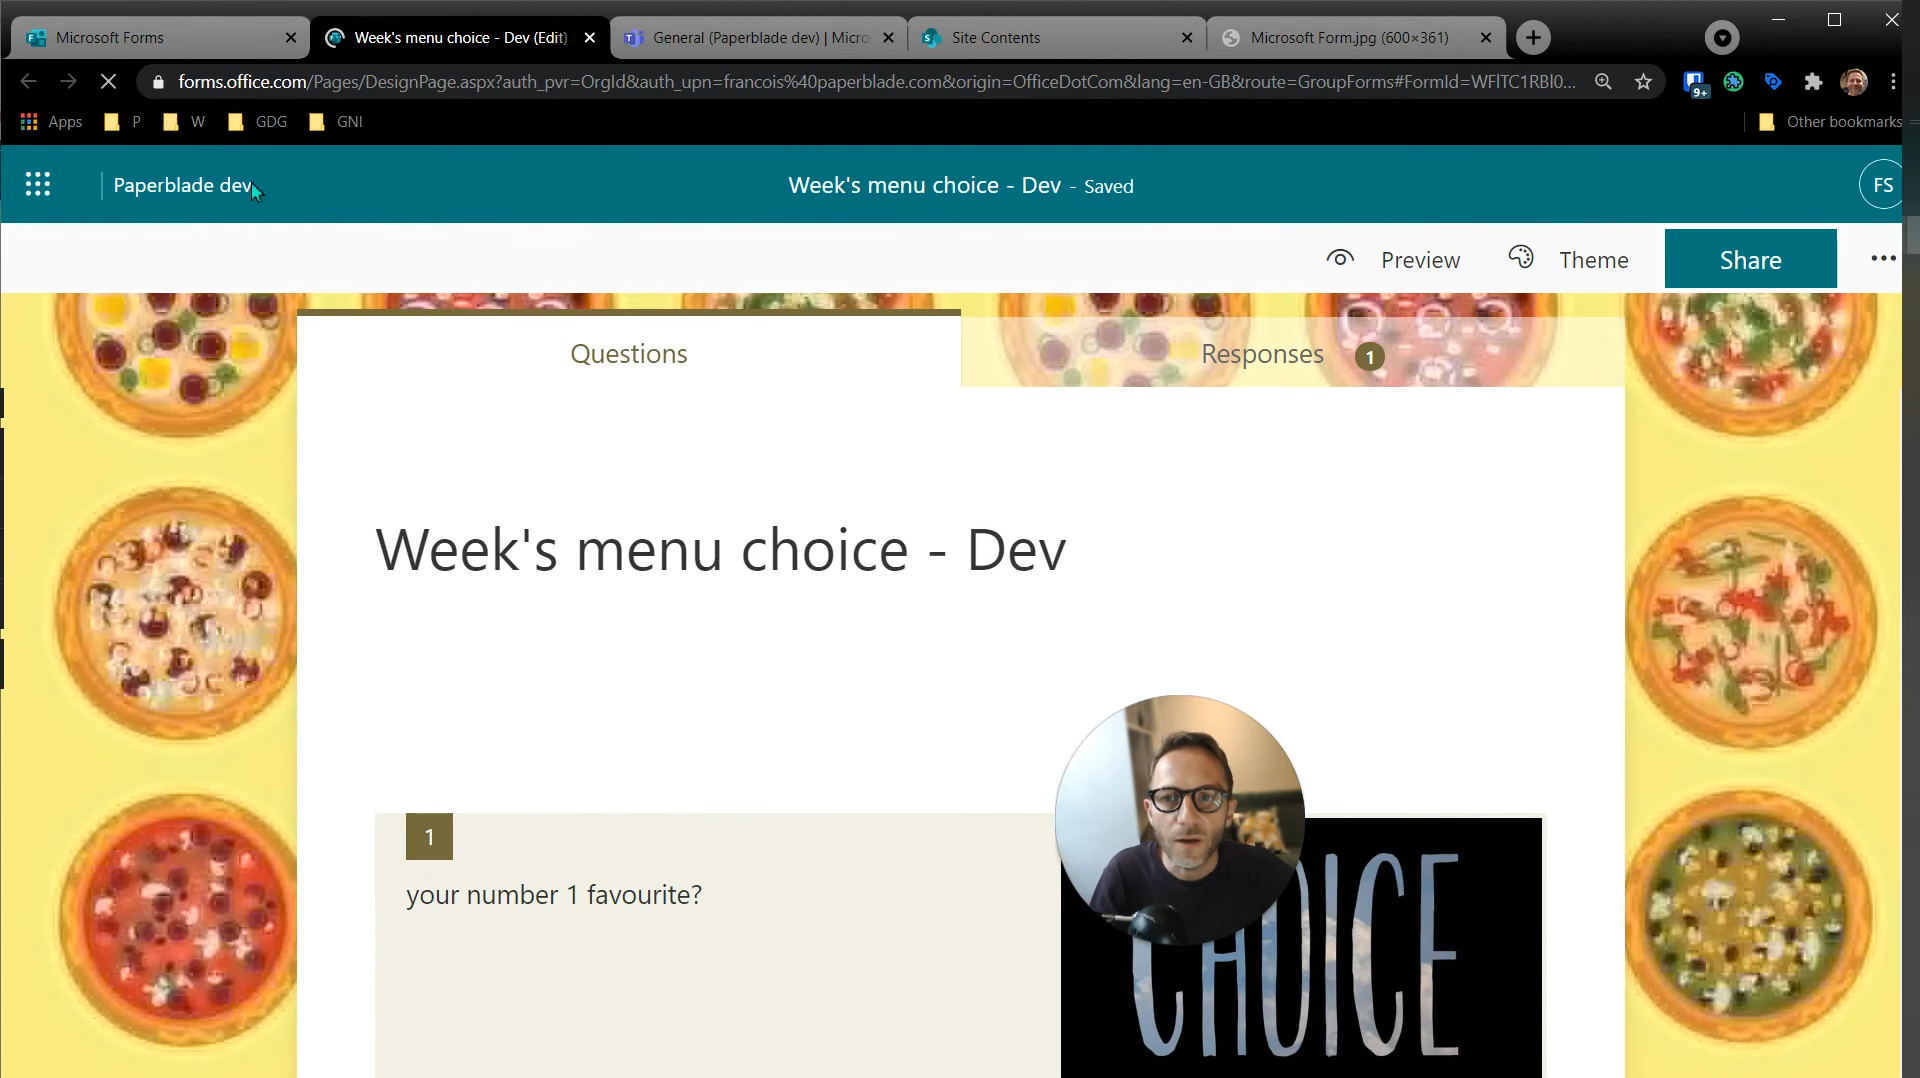 Microsoft Forms
Week's menu choice - Dev (Edit)
General (Paperblade dev) | Micro
Site Contents
Microsoft Form.jpg (600×361)
forms.office.com/Pages/DesignPage.aspx?auth_pvr=OrgId&auth_upn=francois%40paperblade.com&origin=OfficeDotCom&lang=en-GB&route=GroupForms#FormId=WFlTC1RBl0...
9+
Apps
P
W
GDG
GNI
Other bookmarks
Paperblade dev
Week's menu choice - Dev - Saved
FS
Preview
Theme
Share
Questions
Responses 1
Week's menu choice - Dev
1
your number 1 favourite?
CHOICE